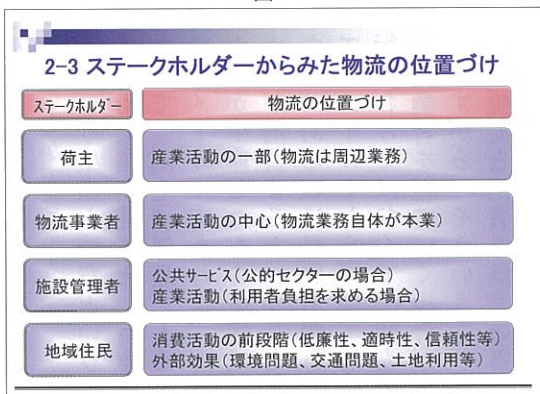 2-3 ステークホルダーからみた物流の位置づけ
ステークホルダー
物流の位置づけ
荷主
産業活動の一部(物流は周辺業務)
物流事業者
産業活動の中心(物流業務自体が本業)
施設管理者
公共サービス(公的セクターの場合)
産業活動(利用者負担を求める場合)
地域住民
消費活動の前段階(低廉性、適時性、信頼性等)
外部効果(環境問題、交通問題、土地利用等)